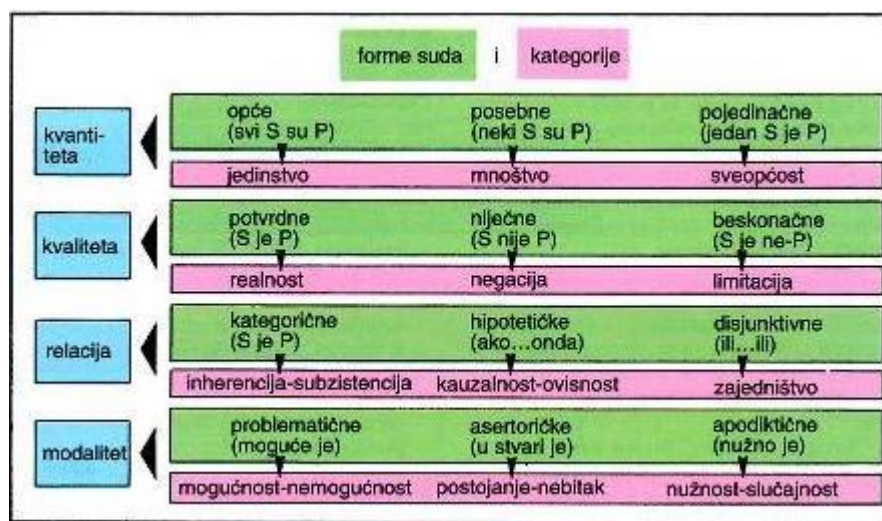 forme suda i kategorije
kvanti-
teta
opće posebne pojedinačne
(svi S su P) (neki S su P) (jedan S je P)
jedinstvo mnoštvo sveopćost
kvaliteta
potvrdne niječne beskonačne
(S je P) (S nije P) (S je ne-P)
realnost negacija limitacija
relacija
kategorične hipotetičke disjunktivne
(S je P) (ako...onda) (ili...ili)
inherencija-subzistencija kauzalnost-ovisnost zajedništvo
modalitet
problematične asertoričke apodiktične
(moguće je) (u stvari je) (nužno je)
mogućnost-nemogućnost postojanje-nebitak nužnost-slučajnost